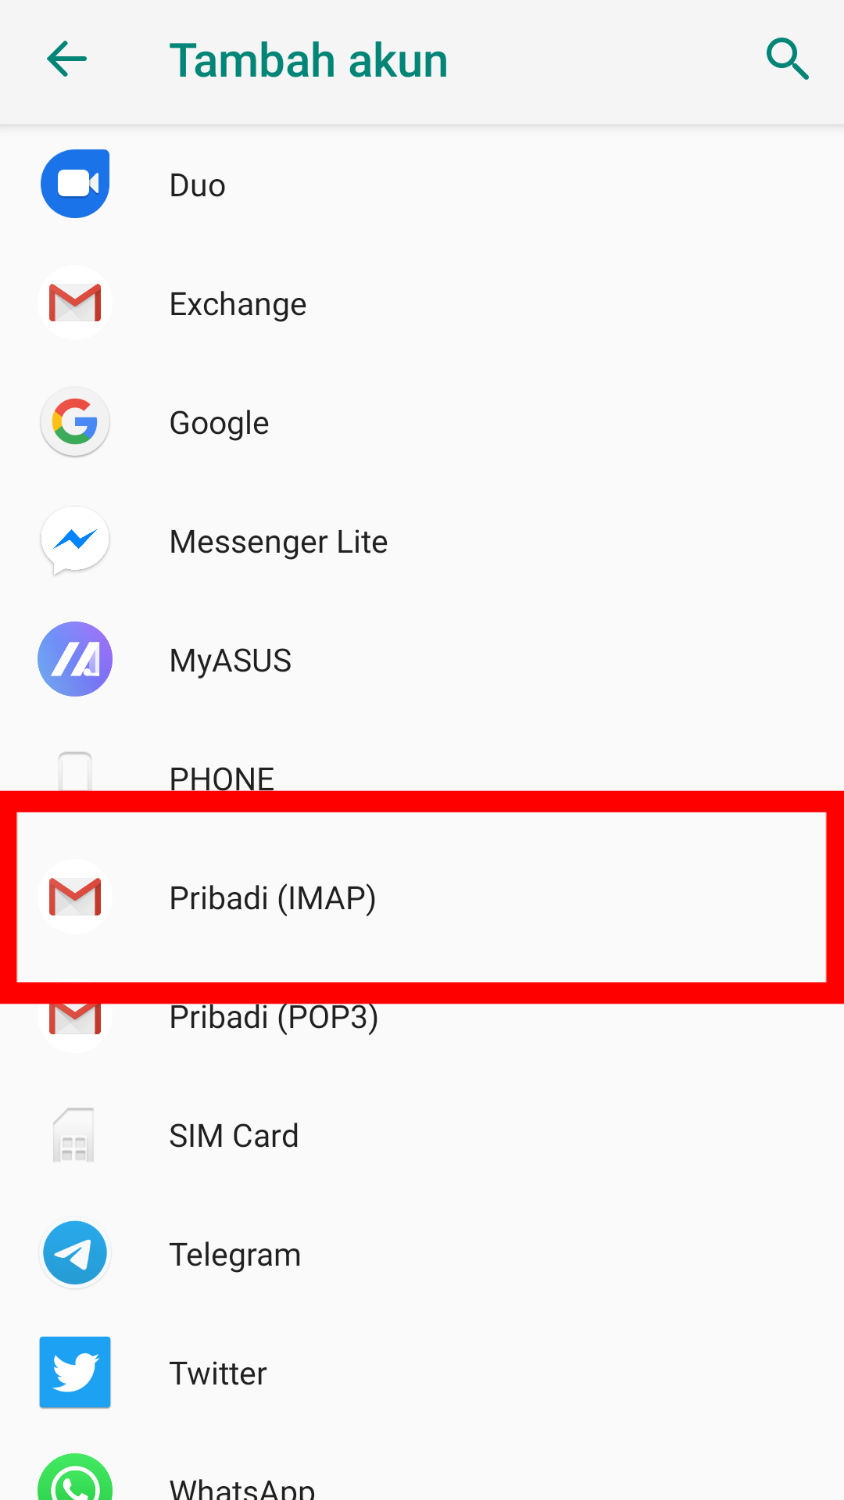 Tambah akun
Duo
Exchange
Google
Messenger Lite
MyASUS
PHONE
Pribadi (IMAP)
Pribadi (POP3)
SIM Card
Telegram
Twitter
WhatsApp